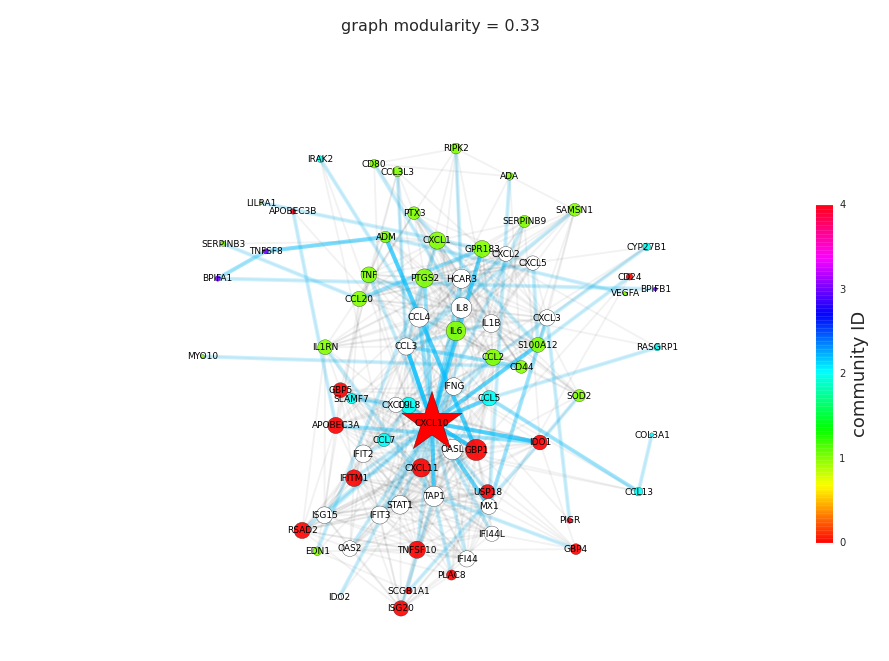 graph modularity = 0.33
RIPK2
IRAK2
CD80
CCL3L3
ADA
LILRA1
APOBEC3B
PTX3
SAMSN1
SERPINB9
ADM
CXCL1
SERPINB3
TNFSF8
GPR183
CXCL2
CYP27B1
CXCL5
TNF
PTGS2
HCAR3
CD24
BPIFA1
BPIFB1
VEGFA
CCL20
IL8
CCL4
CXCL3
IL1B
IL6
S100A12
IL1RN
CCL3
RASGRP1
MYO10
CCL2
CD44
IFNG
GBP5
SLAMF7
CCL5
SOD2
CXCL9
IL8
APOBEC3A
CXCL10
COL3A1
CCL7
IDO1
OASL
GBP1
IFIT2
CXCL11
IFITM1
USP18
CCL13
TAP1
STAT1
MX1
ISG15
IFIT3
PIGR
RSAD2
IFI44L
EDN1
OAS2
TNFSF10
GBP4
IFI44
PLAC8
SCGB1A1
IDO2
ISG20
4
3
2
1
0
community ID